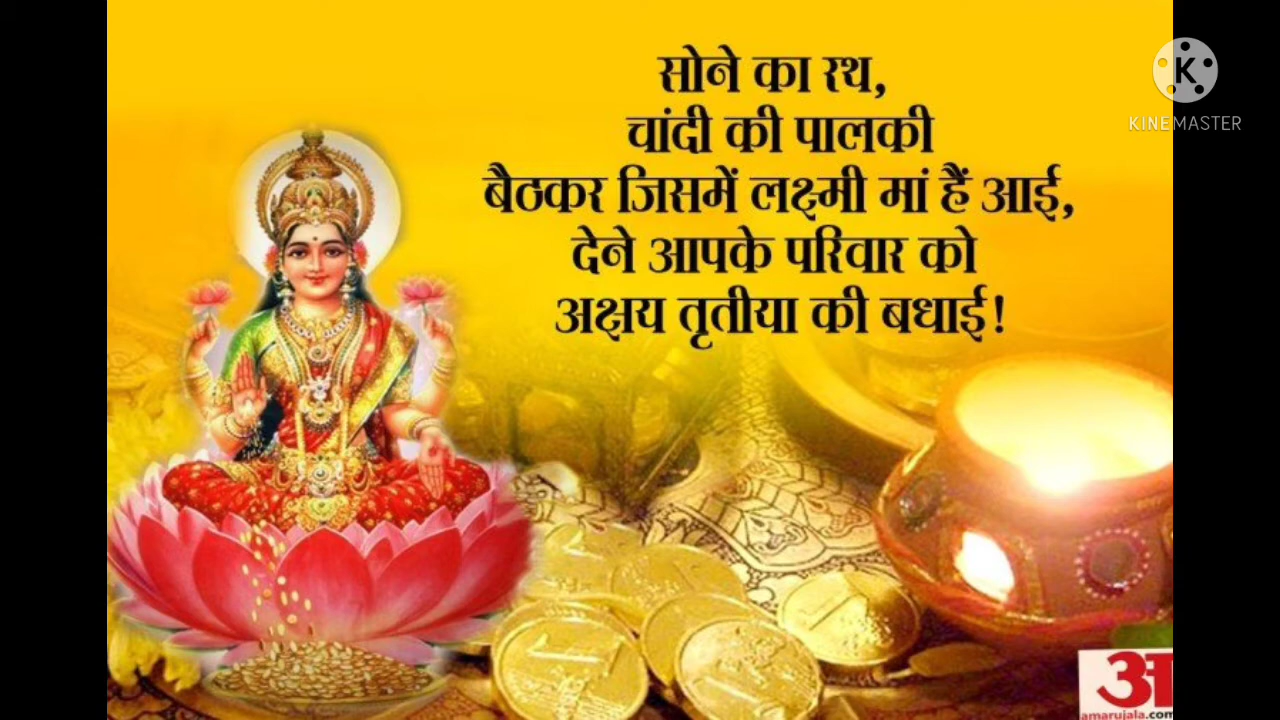 सोने का रथ,
चांदी की पालकी
बैठकर जिसमें लक्ष्मी मां हैं आई,
देने आपके परिवार को
अक्षय तृतीया की बधाई!
K
KINEMASTER
अ
amarujala.com